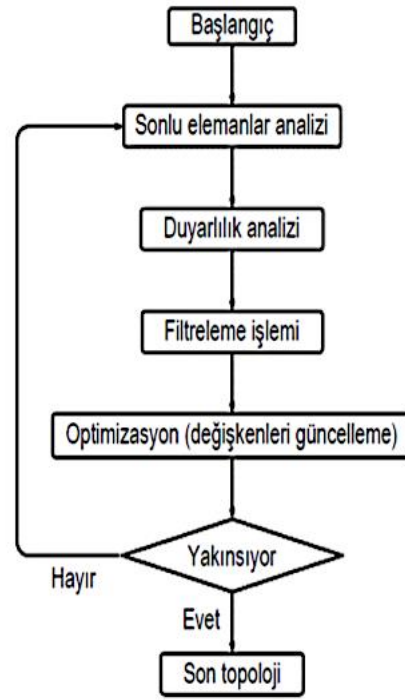 Başlangıç
Sonlu elemanlar analizi
Duyarlılık analizi
Filtreleme işlemi
Optimizasyon (değişkenleri güncelleme)
Yakınsıyor
Hayır
Evet
Son topoloji